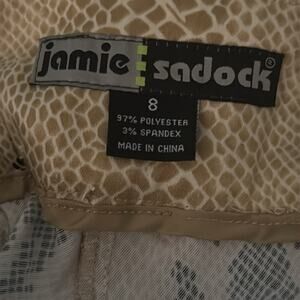 jamie sadock®
8
97% POLYESTER
3% SPANDEX
MADE IN CHINA